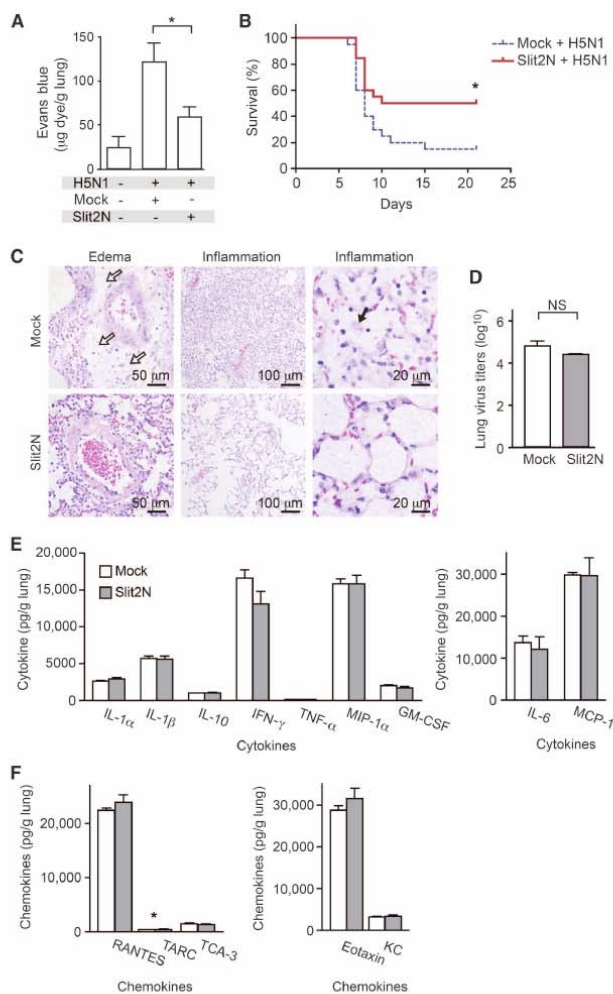 A
*
Evans blue
(µg dye/g lung)
150
100
50
0
H5N1 - + +
Mock - + -
Slit2N - - +
B
Survival (%)
100
80
60
40
20
0 5 10 15 20 25
Days
Mock + H5N1
Slit2N + H5N1
*
C
Edema Inflammation Inflammation
Mock
50 µm 100 µm 20 µm
Slit2N
50 µm 100 µm 20 µm
D
Lung virus titers (log10)
NS
6
4
2
0
Mock Slit2N
E
Cytokine (pg/g lung)
20,000
15,000
10,000
5000
0
Mock
Slit2N
IL-1α IL-1β IL-10 IFN-γ TNF-α MIP-1α GM-CSF
Cytokines
Cytokine (pg/g lung)
30,000
20,000
10,000
0
IL-6 MCP-1
Cytokines
F
Chemokines (pg/g lung)
20,000
10,000
0
*
RANTES TARC TCA-3
Chemokines
Chemokines (pg/g lung)
30,000
20,000
10,000
0
Eotaxin KC
Chemokines